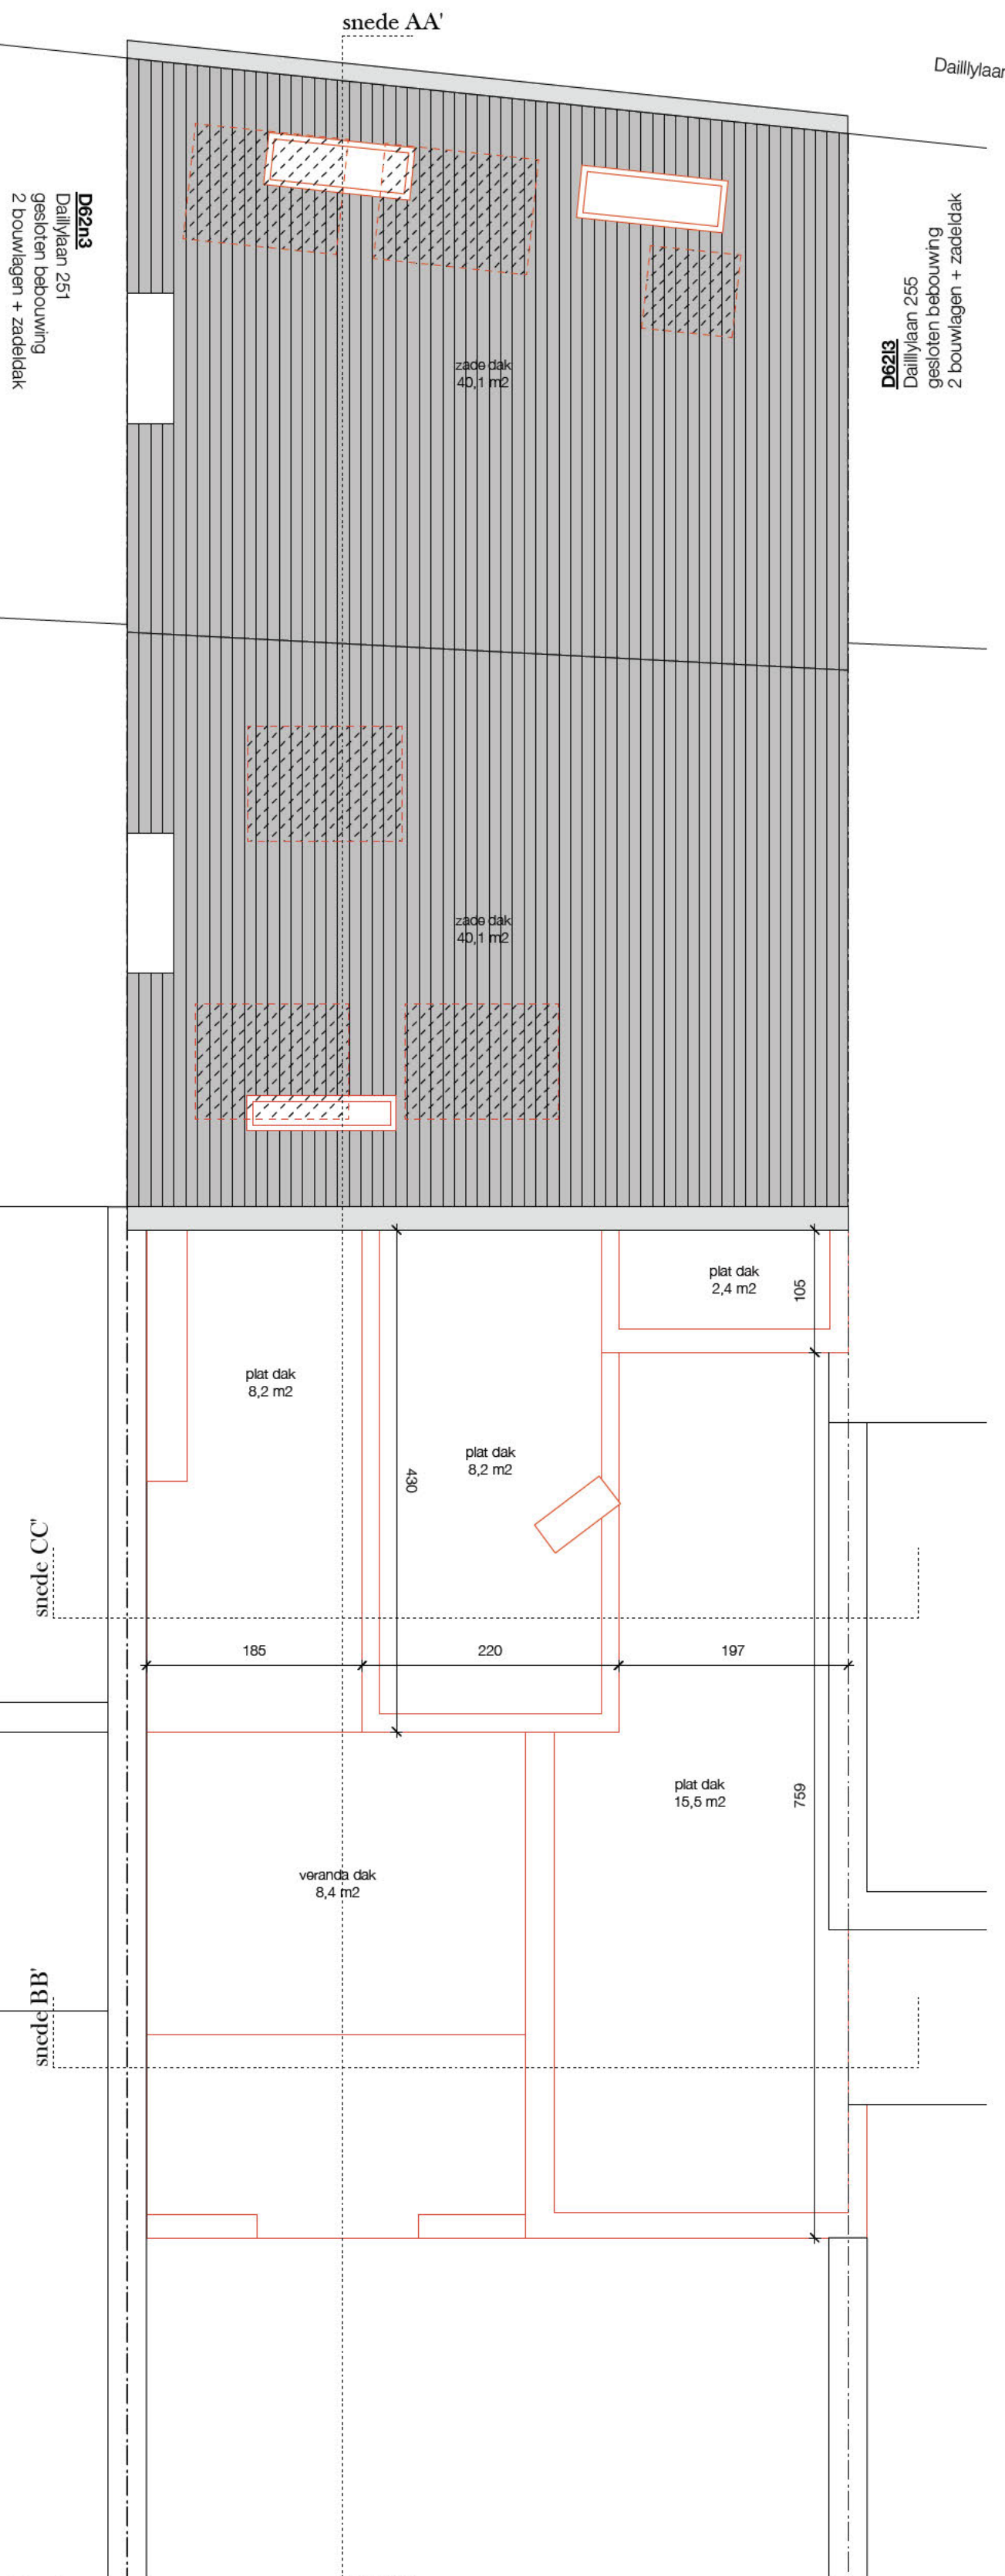 snede AA'
Dailllylaan
D62n3
Daillylaan 251
gesloten bebouwing
2 bouwlagen + zadeldak
D62l3
Dailllylaan 255
gesloten bebouwing
2 bouwlagen + zadeldak
zade dak
40,1 m2
zade dak
40,1 m2
plat dak
2,4 m2
105
plat dak
8,2 m2
plat dak
8,2 m2
430
snede CC'
185
220
197
plat dak
15,5 m2
759
veranda dak
8,4 m2
snede BB'